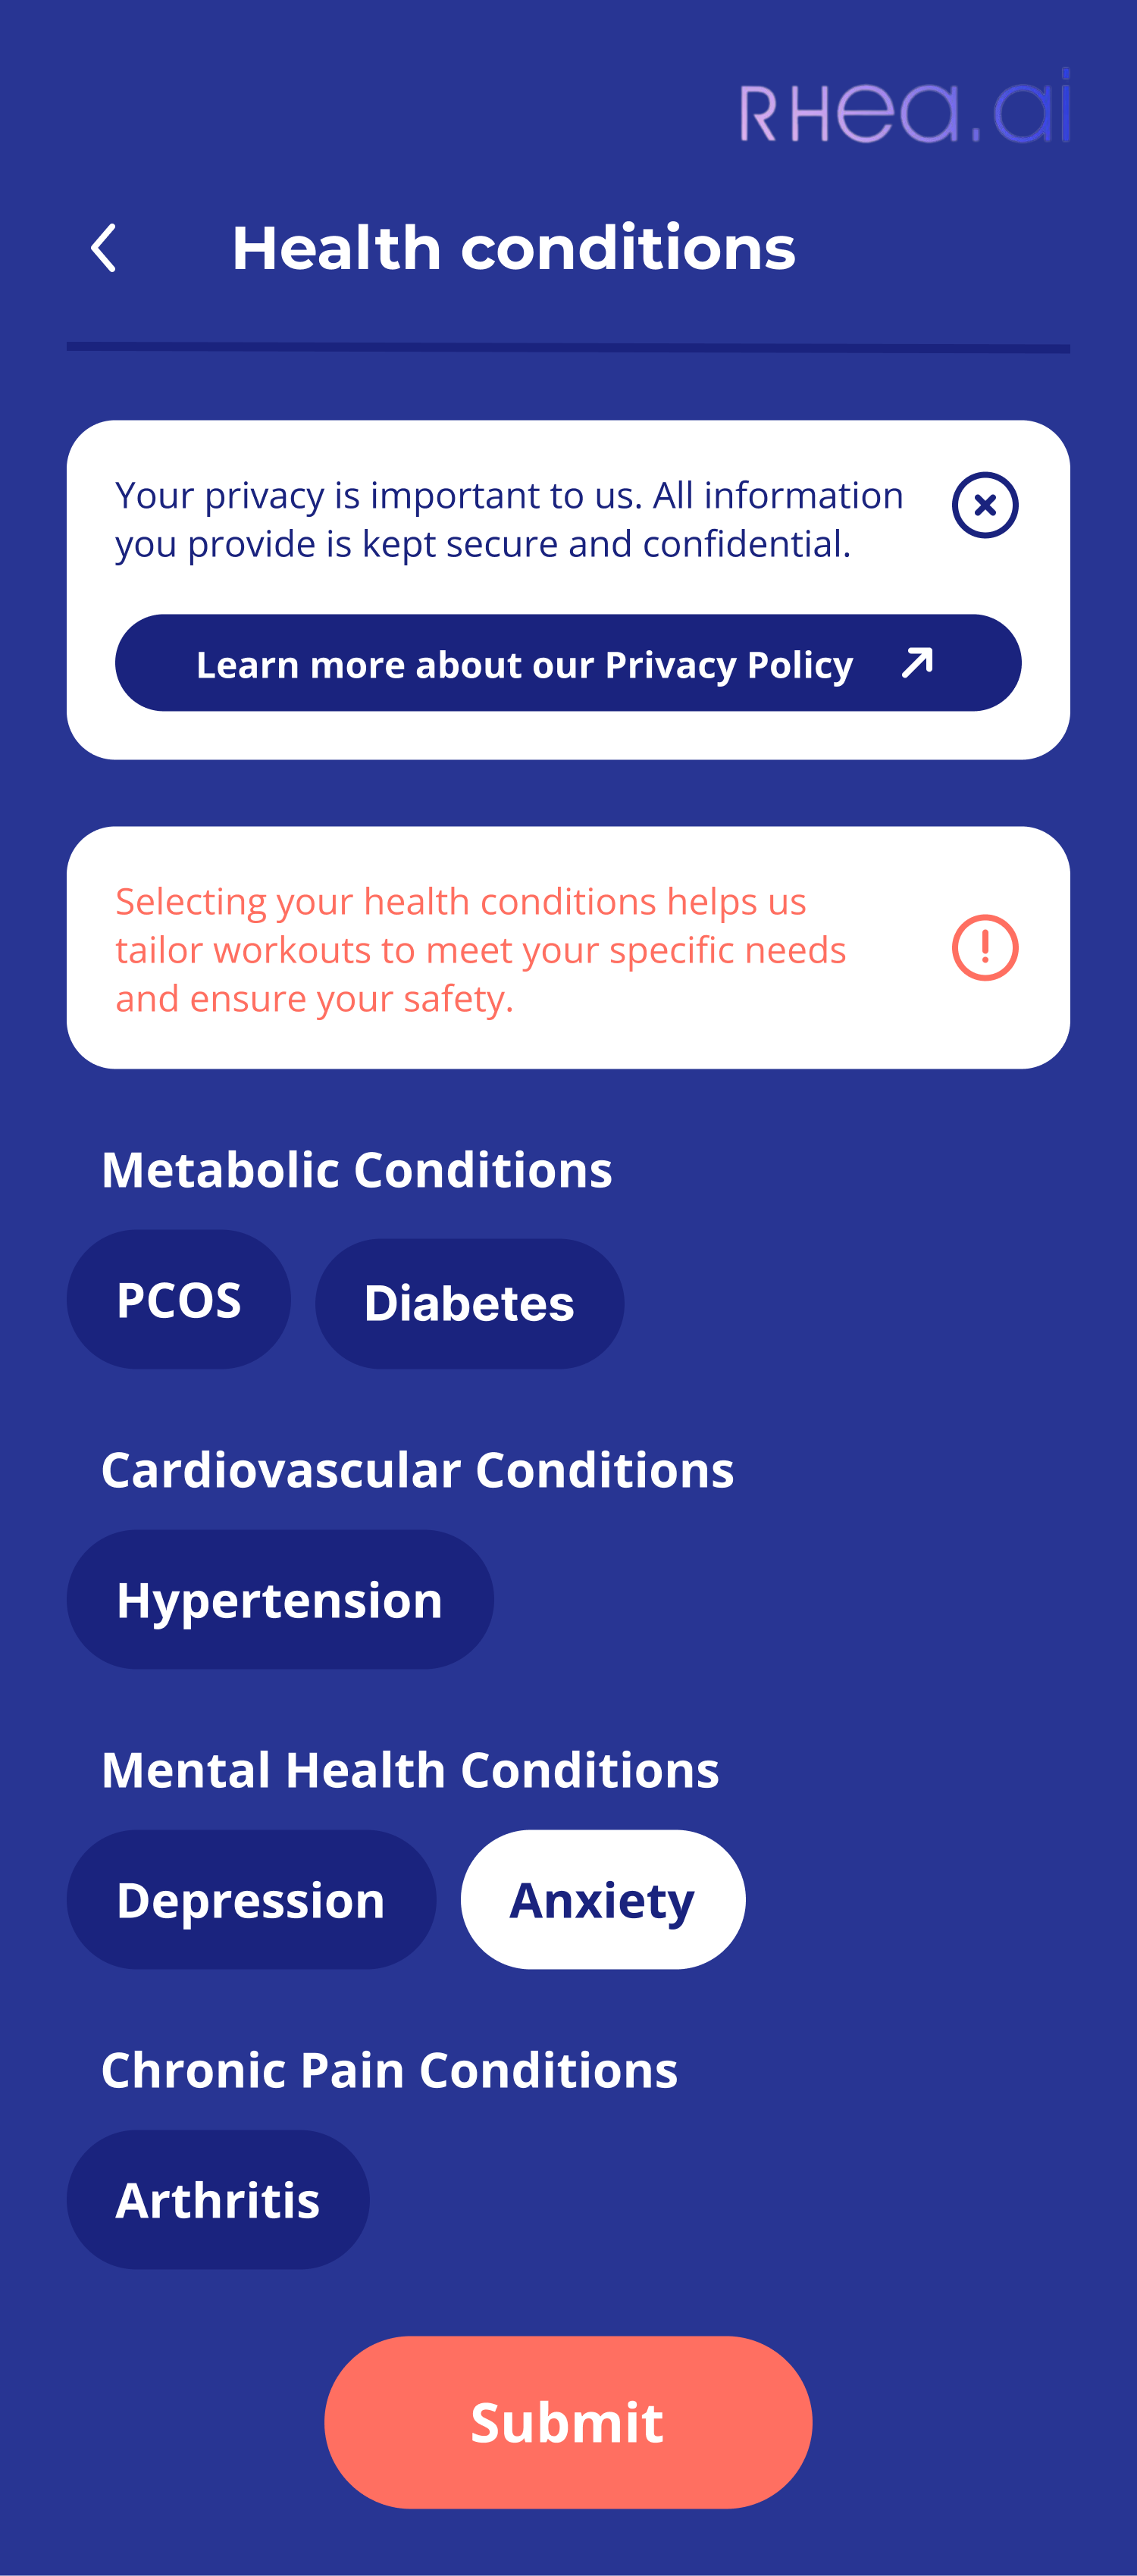 RHea.ai
Health conditions
Your privacy is important to us. All information
you provide is kept secure and confidential.
Learn more about our Privacy Policy
Selecting your health conditions helps us
tailor workouts to meet your specific needs
and ensure your safety.
Metabolic Conditions
PCOS Diabetes
Cardiovascular Conditions
Hypertension
Mental Health Conditions
Depression Anxiety
Chronic Pain Conditions
Arthritis
Submit